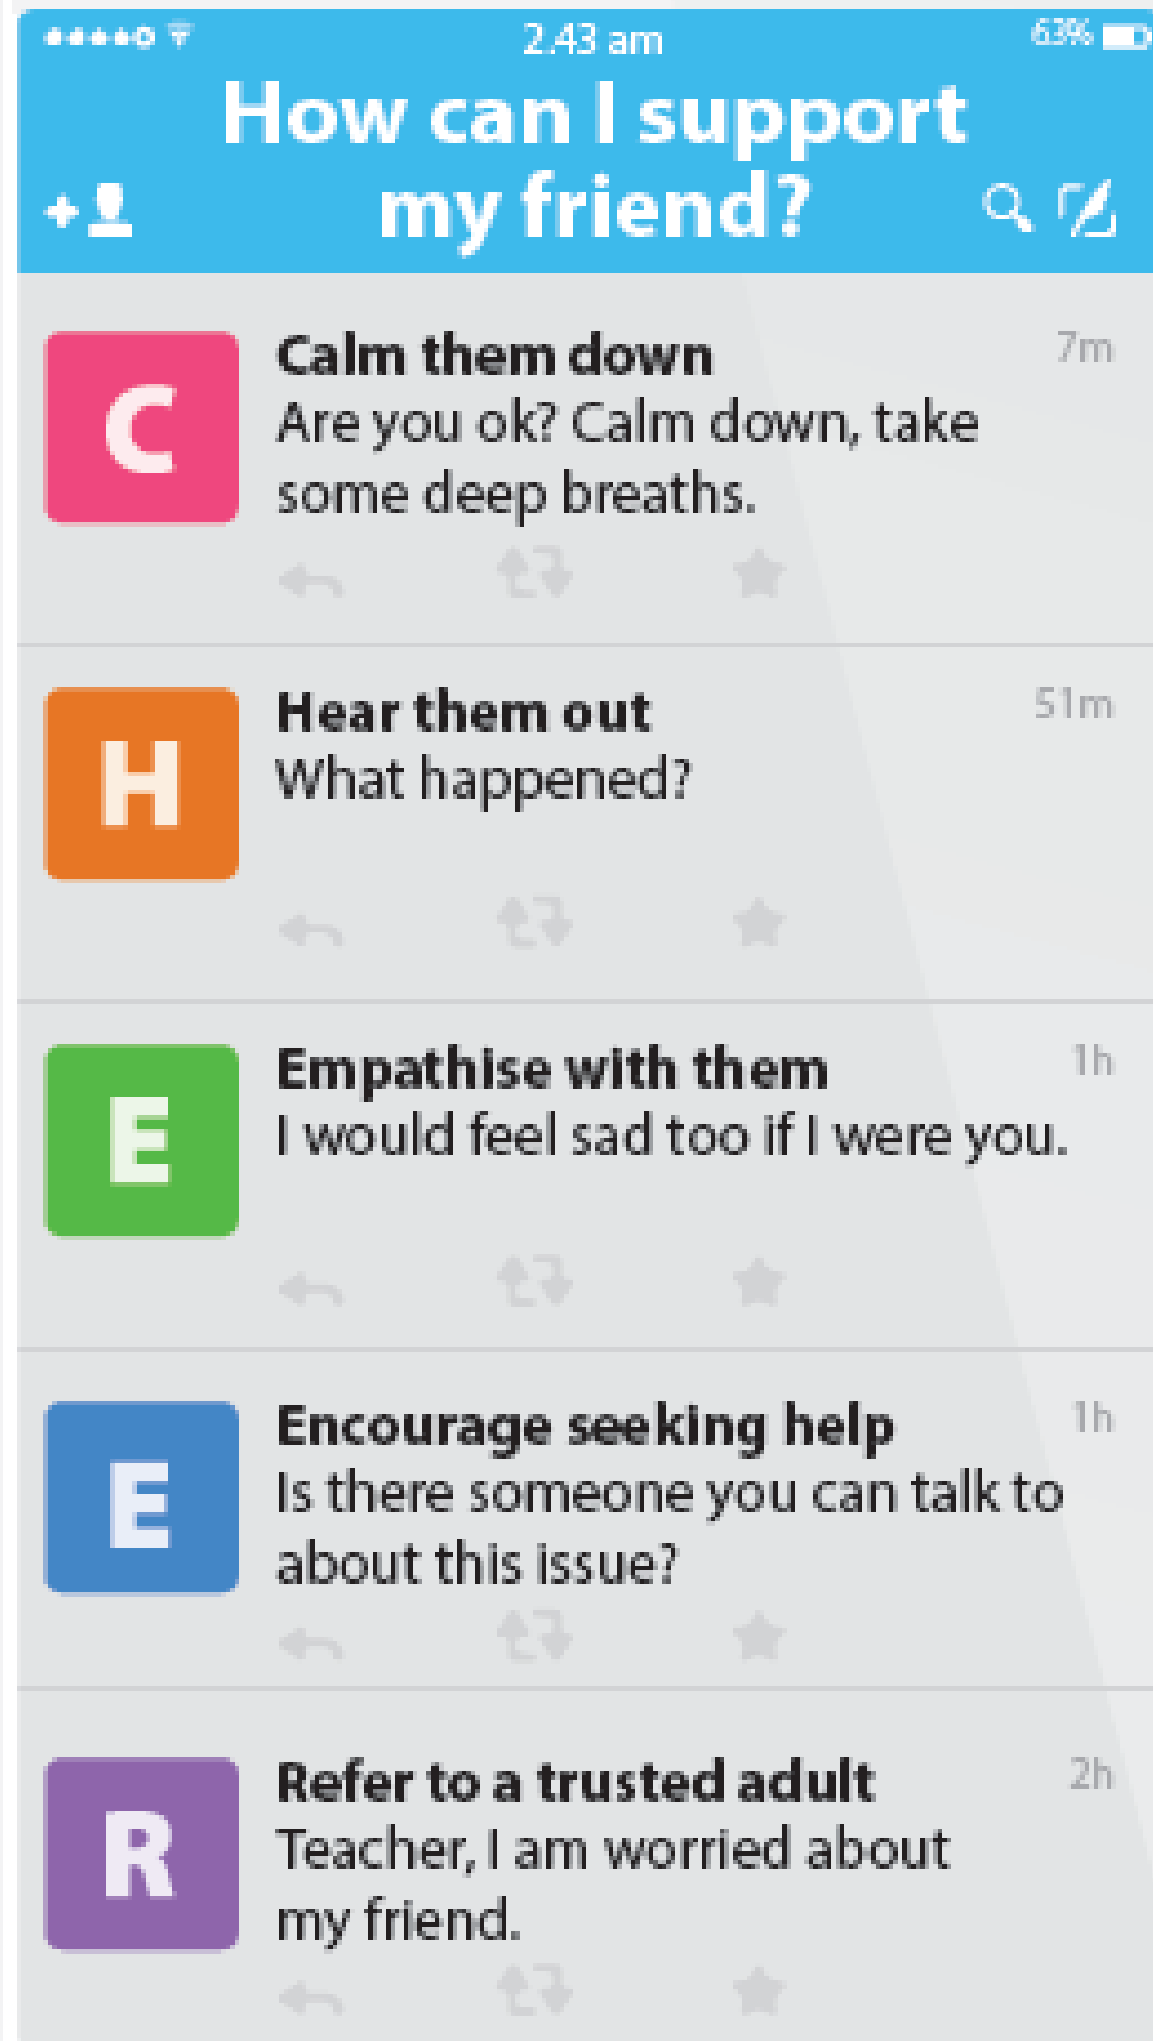 2.43 am
63%
How can I support
my friend?
C
Calm them down
7m
Are you ok? Calm down, take
some deep breaths.
H
Hear them out
51m
What happened?
E
Empathise with them
1h
I would feel sad too if I were you.
E
Encourage seeking help
1h
Is there someone you can talk to
about this issue?
R
Refer to a trusted adult
2h
Teacher, I am worried about
my friend.